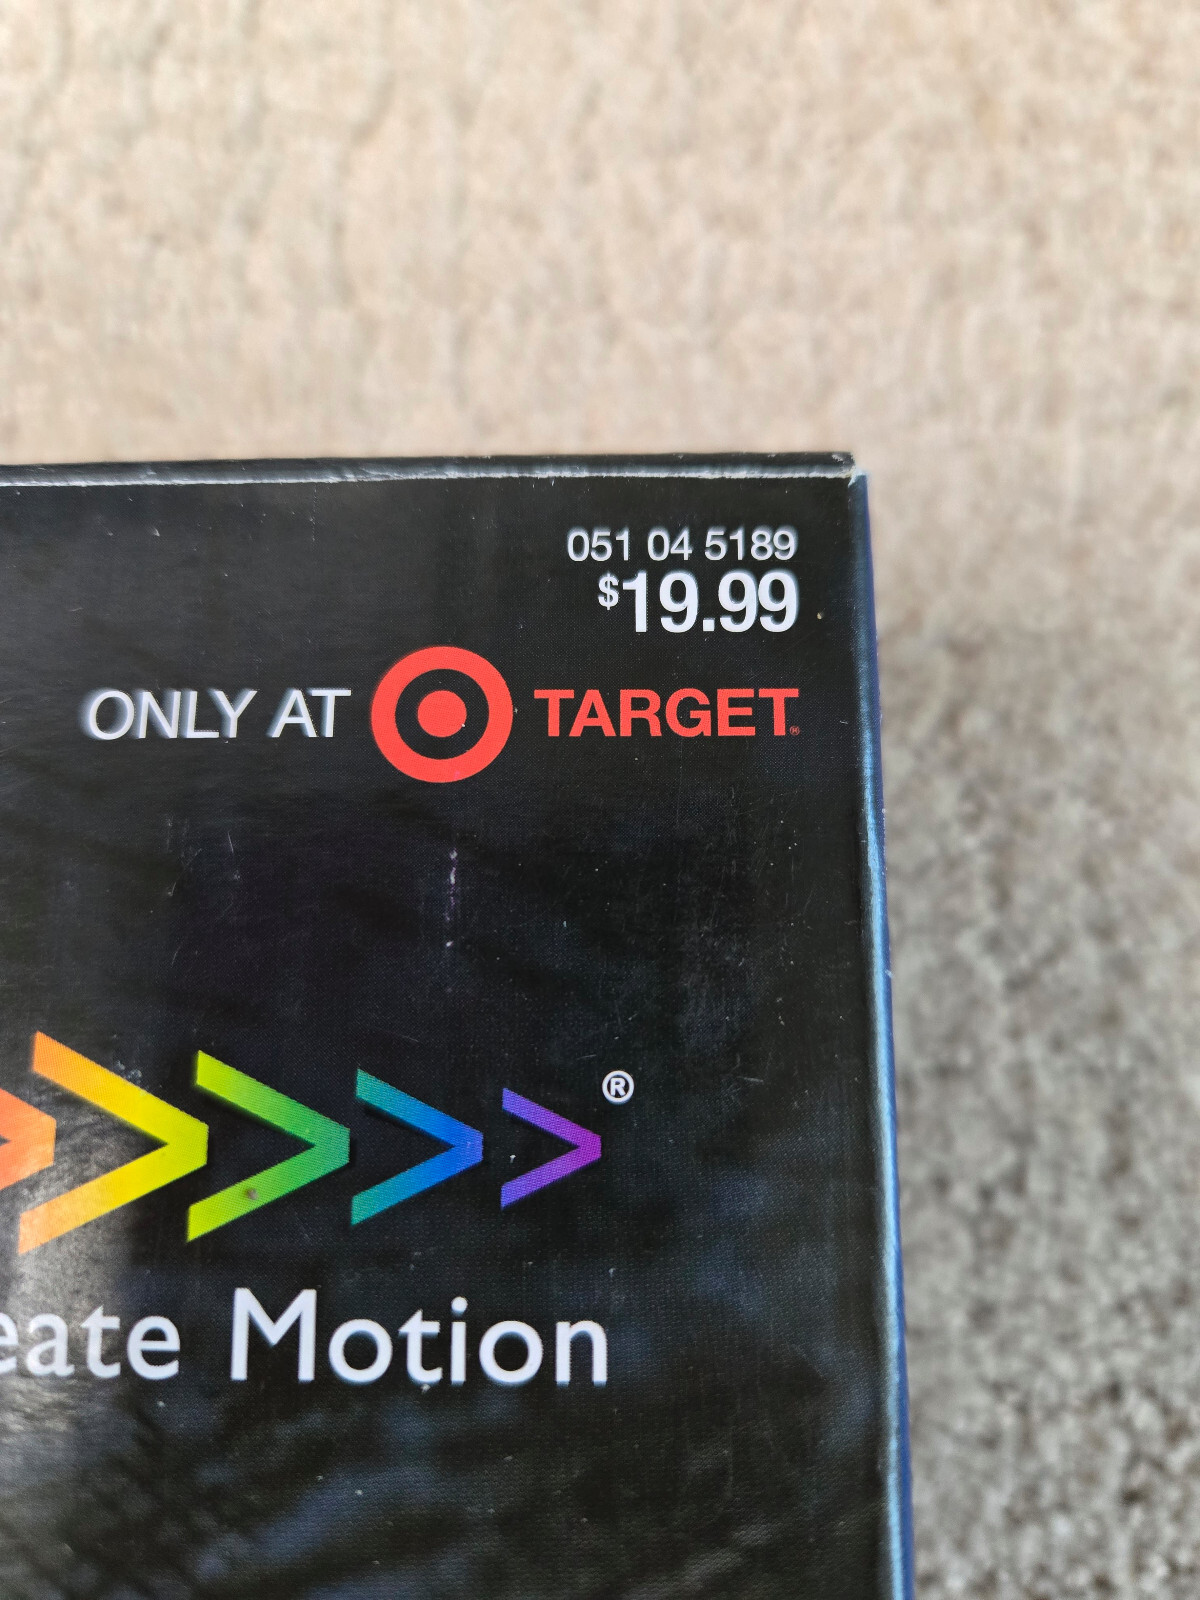 051 04 5189
$19.99
ONLY AT TARGET®
®
eate Motion